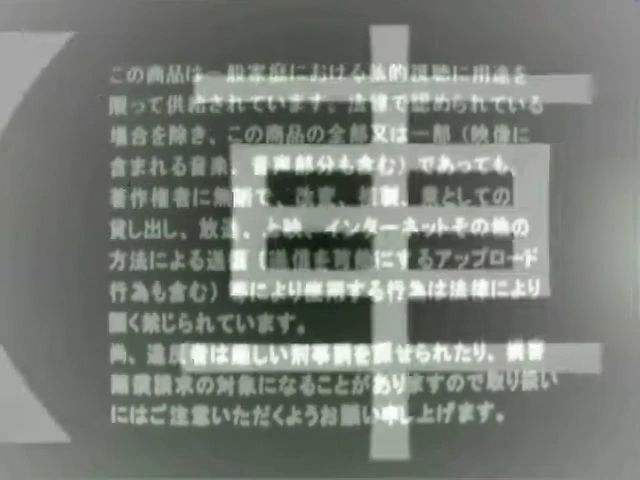 この商品は一般家庭における私的視聴に用途を
限って供給されています。法律で認められている
場合を除き、この商品の全部又は一部（映像に
含まれる音楽、音声部分も含む）であっても、
著作権者に無断で、改変、複製、業としての
貸し出し、放送、上映、インターネットその他の
方法による送信（送信を可能にするアップロード
行為も含む）等により使用する行為は法律により
固く禁じられています。
尚、違反者は厳しい刑事罰を課せられたり、損害
賠償請求の対象になることがありますので取り扱い
にはご注意いただくようお願い申し上げます。
車